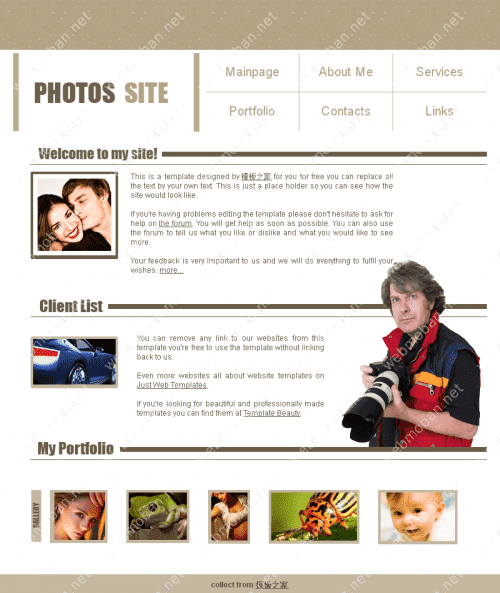 PHOTOS SITE
Mainpage About Me Services
Portfolio Contacts Links
Welcome to my site!
This is a template designed by 模板之家 for you for free you can replace all
the text by your own text. This is just a place holder so you can see how the
site would look like.
If you're having problems editing the template please don't hesitate to ask for
help on the forum. You will get help as soon as possible. You can also use
the forum to tell us what you like or dislike and what you would like to see
more.
Your feedback is very important to us and we will do everything to fulfil your
wishes. more...
Client List
You can remove any link to our websites from this
template you're free to use the template without linking
back to us.
Even more websites all about website templates on
Just Web Templates.
If you're looking for beautiful and professionally made
templates you can find them at Template Beauty.
My Portfolio
GALLERY
collect from 模板之家